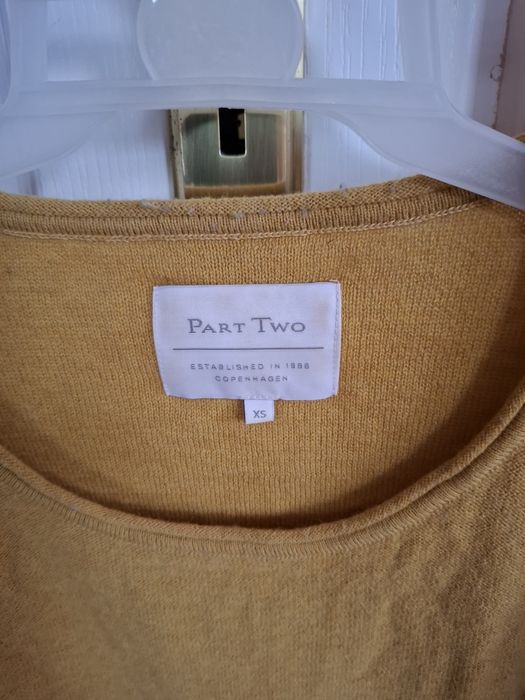 PART TWO
ESTABLISHED IN 1986
COPENHAGEN
XS